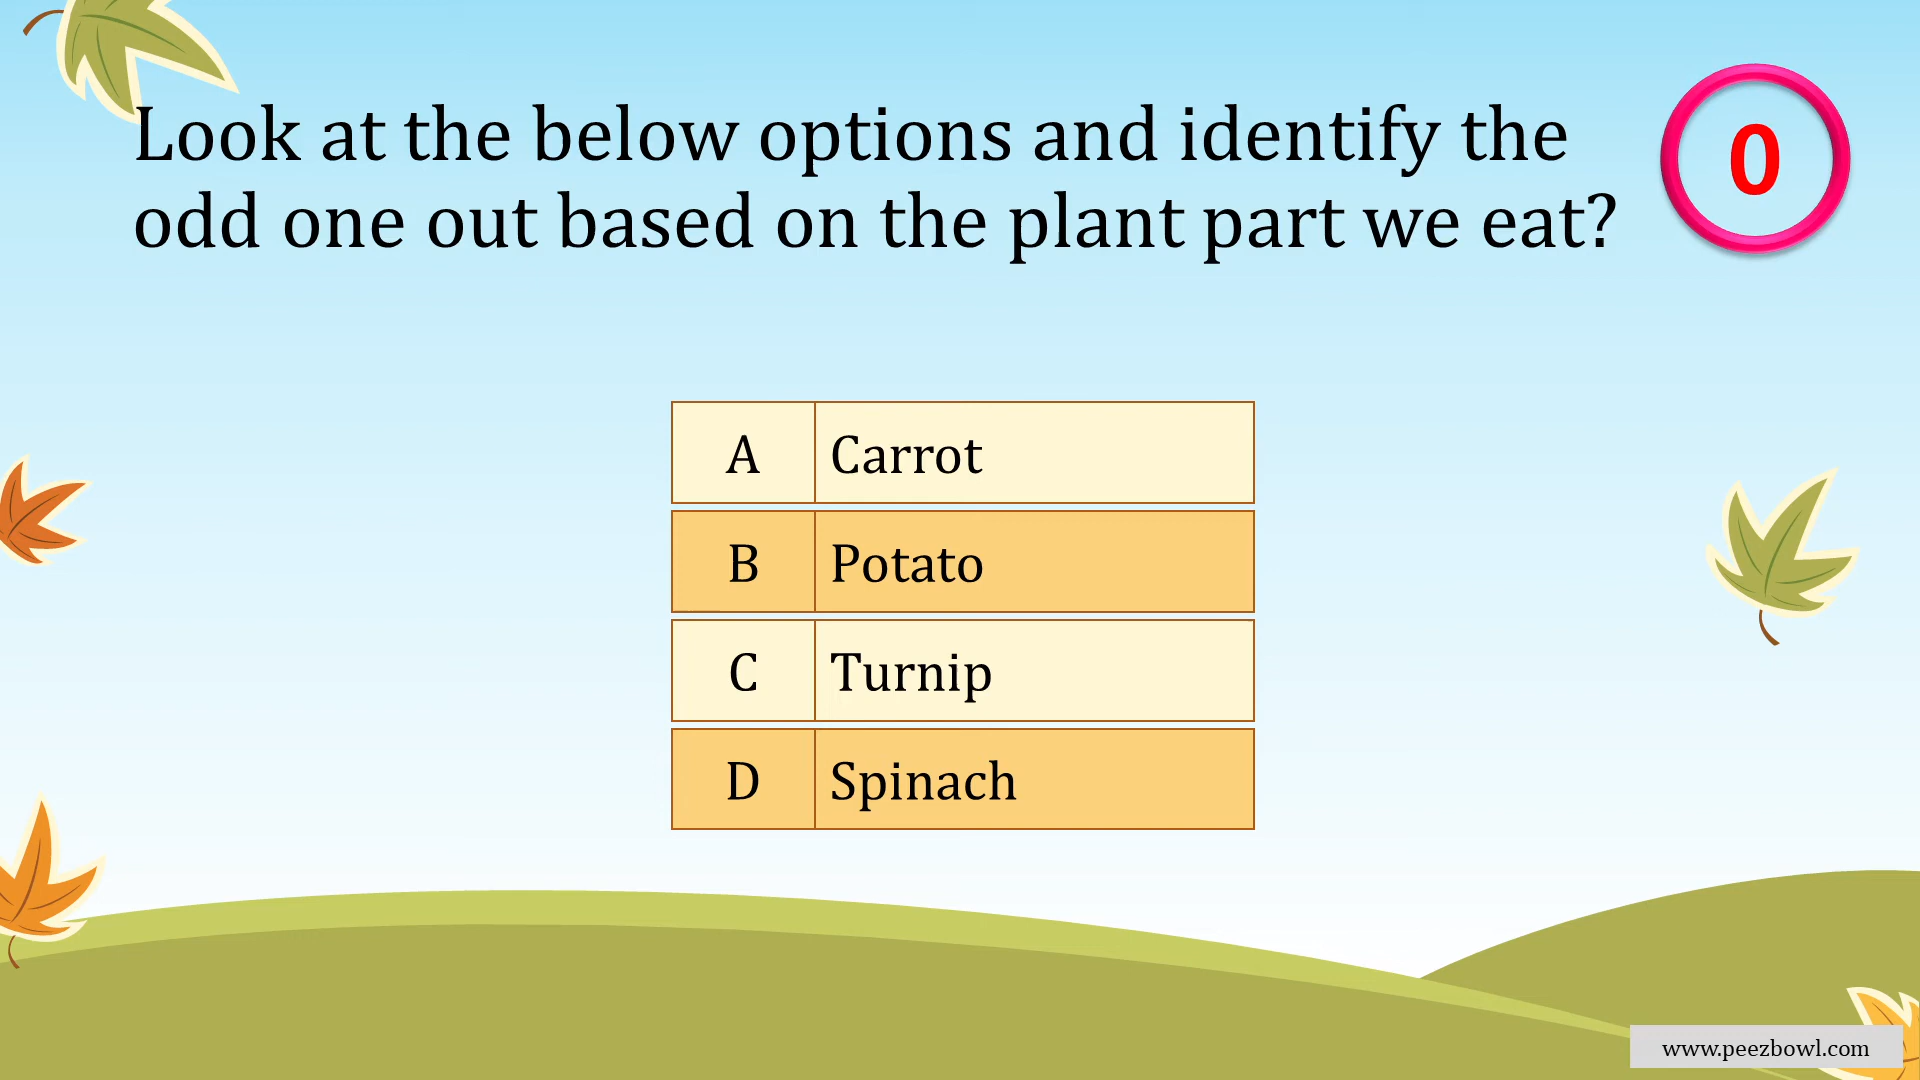 Look at the below options and identify the
odd one out based on the plant part we eat?
0
A Carrot
B Potato
C Turnip
D Spinach
www.peezbowl.com